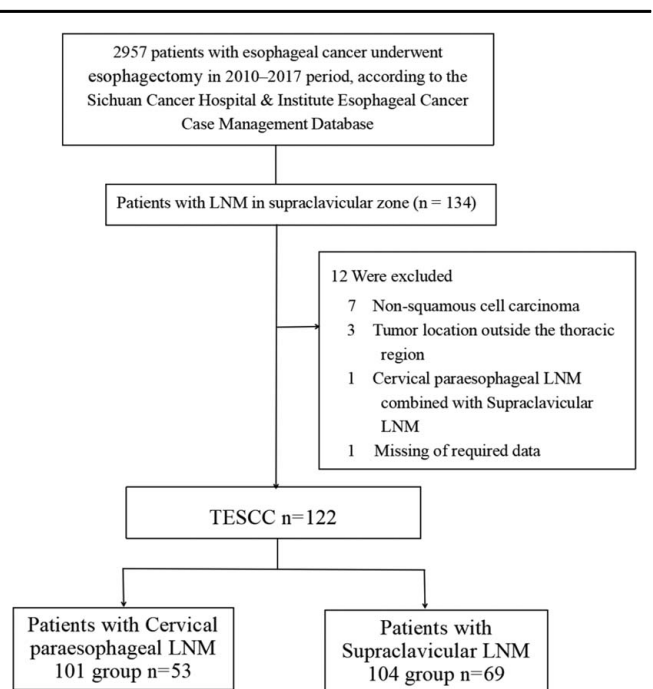 2957 patients with esophageal cancer underwent
esophagectomy in 2010–2017 period, according to the
Sichuan Cancer Hospital & Institute Esophageal Cancer
Case Management Database
Patients with LNM in supraclavicular zone (n = 134)
12 Were excluded
7 Non-squamous cell carcinoma
3 Tumor location outside the thoracic
region
1 Cervical paraesophageal LNM
combined with Supraclavicular
LNM
1 Missing of required data
TESCC n=122
Patients with Cervical
paraesophageal LNM
101 group n=53
Patients with
Supraclavicular LNM
104 group n=69